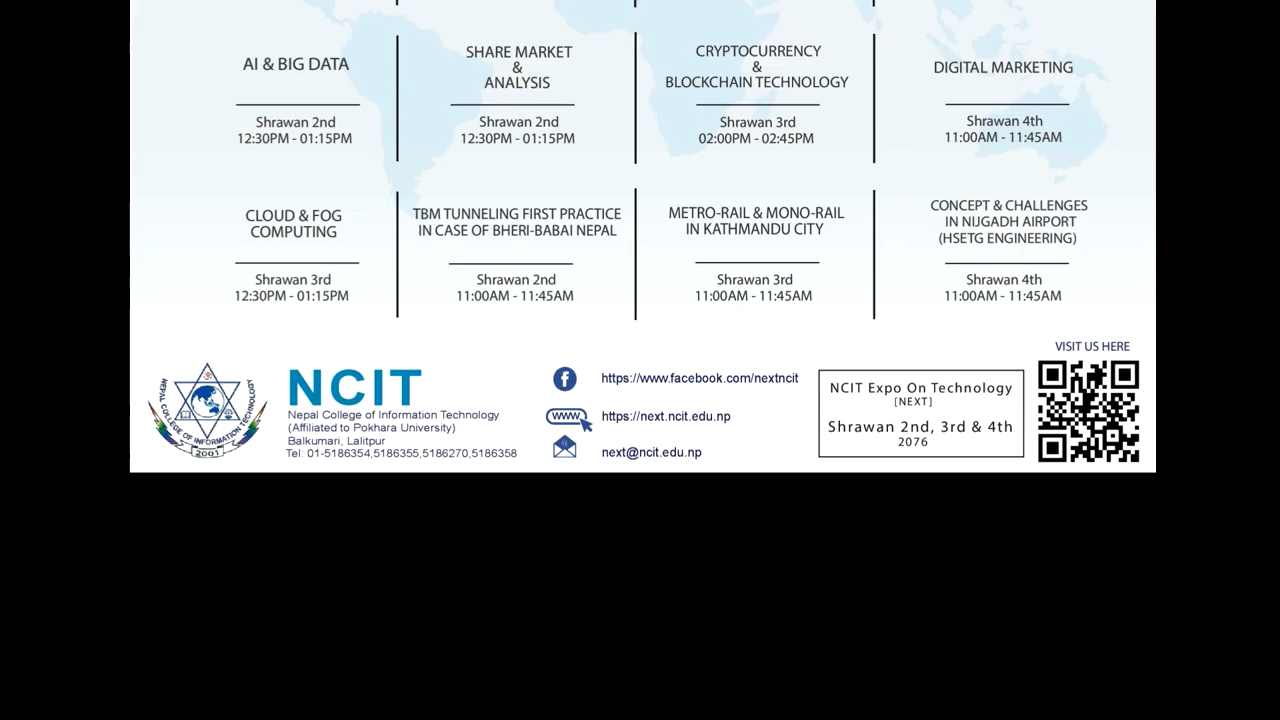 AI & BIG DATA
Shrawan 2nd
12:30PM - 01:15PM
SHARE MARKET
&
ANALYSIS
Shrawan 2nd
12:30PM - 01:15PM
CRYPTOCURRENCY
&
BLOCKCHAIN TECHNOLOGY
Shrawan 3rd
02:00PM - 02:45PM
DIGITAL MARKETING
Shrawan 4th
11:00AM - 11:45AM
CLOUD & FOG
COMPUTING
Shrawan 3rd
12:30PM - 01:15PM
TBM TUNNELING FIRST PRACTICE
IN CASE OF BHERI-BABAI NEPAL
Shrawan 2nd
11:00AM - 11:45AM
METRO-RAIL & MONO-RAIL
IN KATHMANDU CITY
Shrawan 3rd
11:00AM - 11:45AM
CONCEPT & CHALLENGES
IN NIJGADH AIRPORT
(HSETG ENGINEERING)
Shrawan 4th
11:00AM - 11:45AM
NEPAL COLLEGE OF INFORMATION TECHNOLOGY
2001
NCIT
Nepal College of Information Technology
(Affiliated to Pokhara University)
Balkumari, Lalitpur
Tel: 01-5186354,5186355,5186270,5186358
f
https://www.facebook.com/nextncit
WWW
https://next.ncit.edu.np
next@ncit.edu.np
NCIT Expo On Technology
[NEXT]
Shrawan 2nd, 3rd & 4th
2076
VISIT US HERE